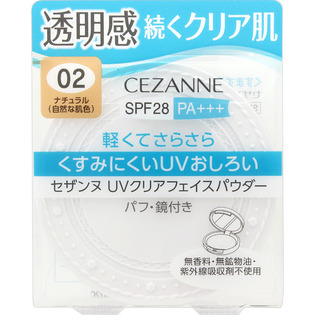 透明感 続くクリア肌
02
ナチュラル
(自然な肌色)
CEZANNE
SPF28 PA+++
軽くてさらさら
くすみにくいUVおしろい
セザンヌ UVクリアフェイスパウダー
パフ・鏡付き
無香料・無鉱物油・
紫外線吸収剤不使用